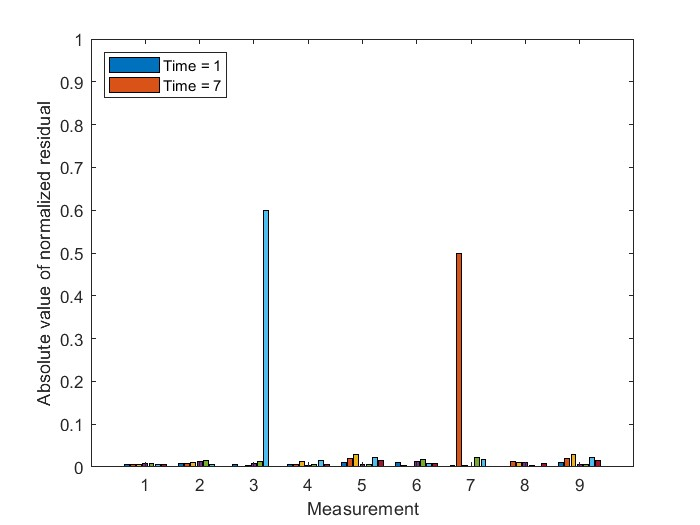 1
0.9
0.8
0.7
0.6
0.5
0.4
0.3
0.2
0.1
0
Absolute value of normalized residual
Time = 1
Time = 7
1 2 3 4 5 6 7 8 9
Measurement